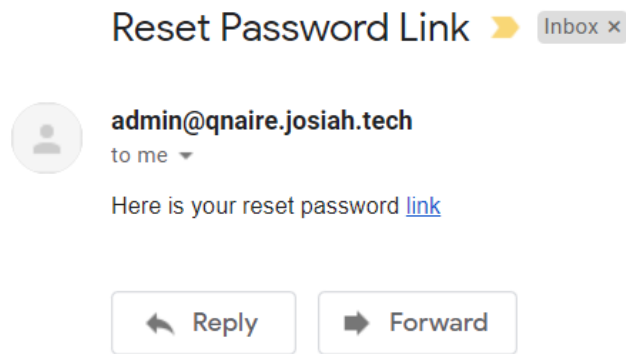 Reset Password Link Inbox ×
admin@qnaire.josiah.tech
to me
Here is your reset password link
Reply Forward